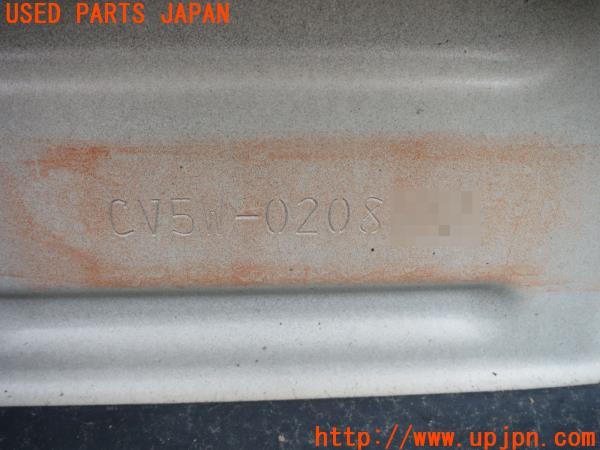 USED PARTS JAPAN
CV5W-0208
http://www.upjpn.com